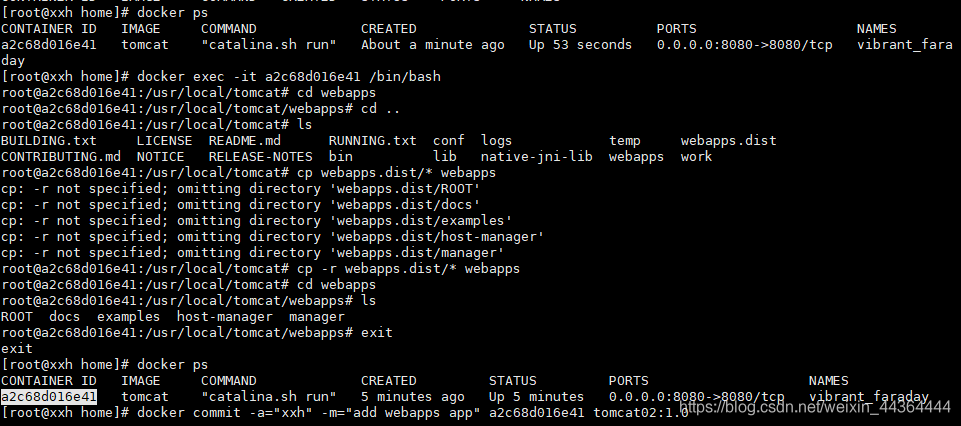 [root@xxh home]# docker ps
CONTAINER ID   IMAGE     COMMAND             CREATED              STATUS          PORTS                    NAMES
a2c68d016e41   tomcat    "catalina.sh run"   About a minute ago   Up 53 seconds   0.0.0.0:8080->8080/tcp   vibrant_fara
day
[root@xxh home]# docker exec -it a2c68d016e41 /bin/bash
root@a2c68d016e41:/usr/local/tomcat# cd webapps
root@a2c68d016e41:/usr/local/tomcat/webapps# cd ..
root@a2c68d016e41:/usr/local/tomcat# ls
BUILDING.txt     LICENSE  README.md      RUNNING.txt  conf  logs            temp     webapps.dist
CONTRIBUTING.md  NOTICE   RELEASE-NOTES  bin          lib   native-jni-lib  webapps  work
root@a2c68d016e41:/usr/local/tomcat# cp webapps.dist/* webapps
cp: -r not specified; omitting directory 'webapps.dist/ROOT'
cp: -r not specified; omitting directory 'webapps.dist/docs'
cp: -r not specified; omitting directory 'webapps.dist/examples'
cp: -r not specified; omitting directory 'webapps.dist/host-manager'
cp: -r not specified; omitting directory 'webapps.dist/manager'
root@a2c68d016e41:/usr/local/tomcat# cp -r webapps.dist/* webapps
root@a2c68d016e41:/usr/local/tomcat# cd webapps
root@a2c68d016e41:/usr/local/tomcat/webapps# ls
ROOT  docs  examples  host-manager  manager
root@a2c68d016e41:/usr/local/tomcat/webapps# exit
exit
[root@xxh home]# docker ps
CONTAINER ID   IMAGE     COMMAND             CREATED         STATUS         PORTS                    NAMES
a2c68d016e41   tomcat    "catalina.sh run"   5 minutes ago   Up 5 minutes   0.0.0.0:8080->8080/tcp   vibrant_faraday
[root@xxh home]# docker commit -a="xxh" -m="add webapps app" a2c68d016e41 tomcat02:1.0
https://blog.csdn.net/weixin_44364444